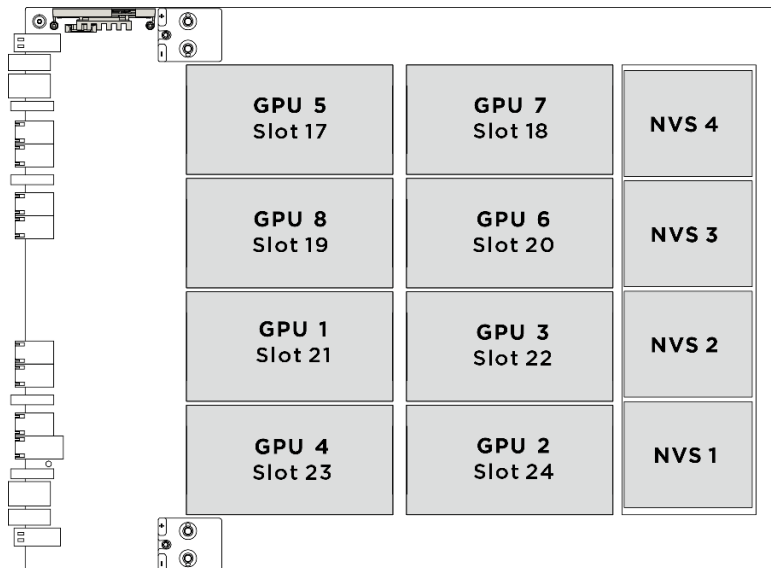 GPU 5
Slot 17
GPU 7
Slot 18
NVS 4
GPU 8
Slot 19
GPU 6
Slot 20
NVS 3
GPU 1
Slot 21
GPU 3
Slot 22
NVS 2
GPU 4
Slot 23
GPU 2
Slot 24
NVS 1